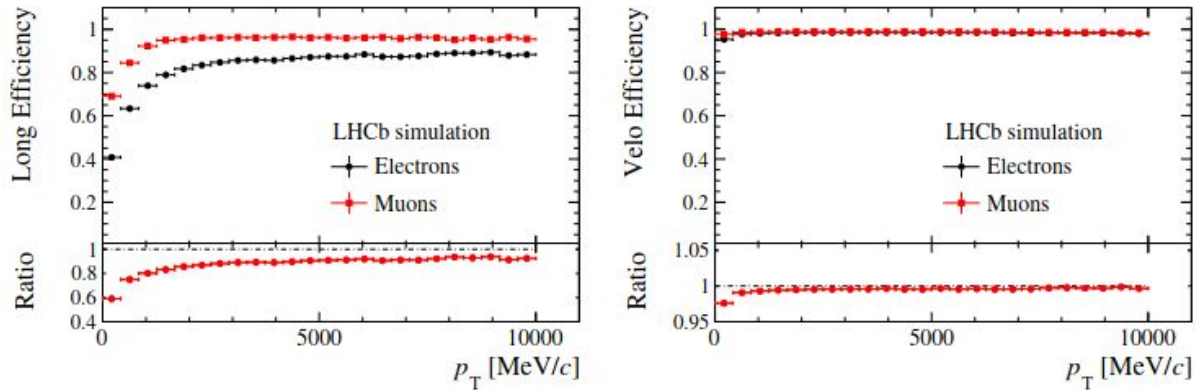 Long Efficiency
1
0.8
0.6
0.4
0.2
LHCb simulation
Electrons
Muons
Ratio
1
0.8
0.6
0.4
0
5000
10000
p_T [MeV/c]
Velo Efficiency
1
0.8
0.6
0.4
0.2
LHCb simulation
Electrons
Muons
Ratio
1.05
1
0.95
0
5000
10000
p_T [MeV/c]